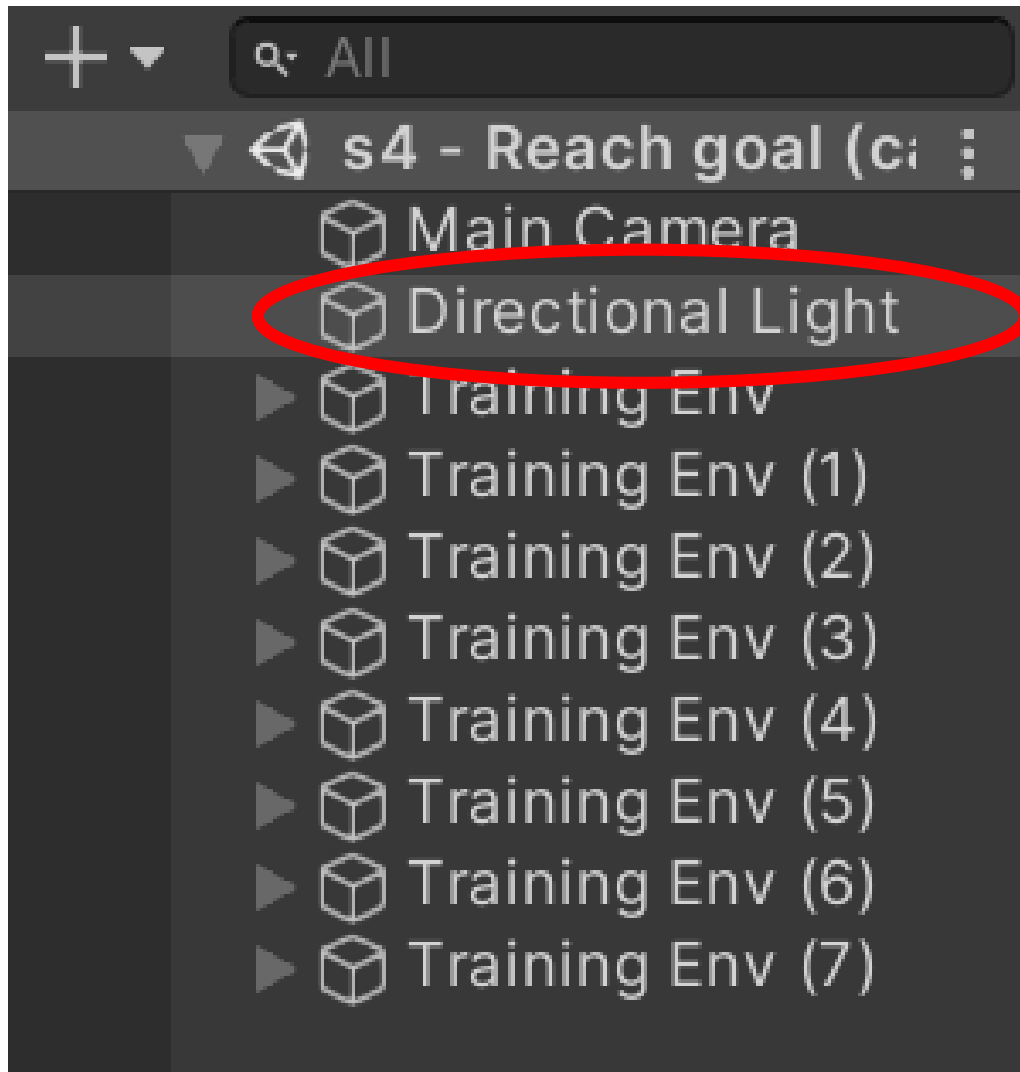 All
s4 - Reach goal (ca
Main Camera
Directional Light
Training Env
Training Env (1)
Training Env (2)
Training Env (3)
Training Env (4)
Training Env (5)
Training Env (6)
Training Env (7)